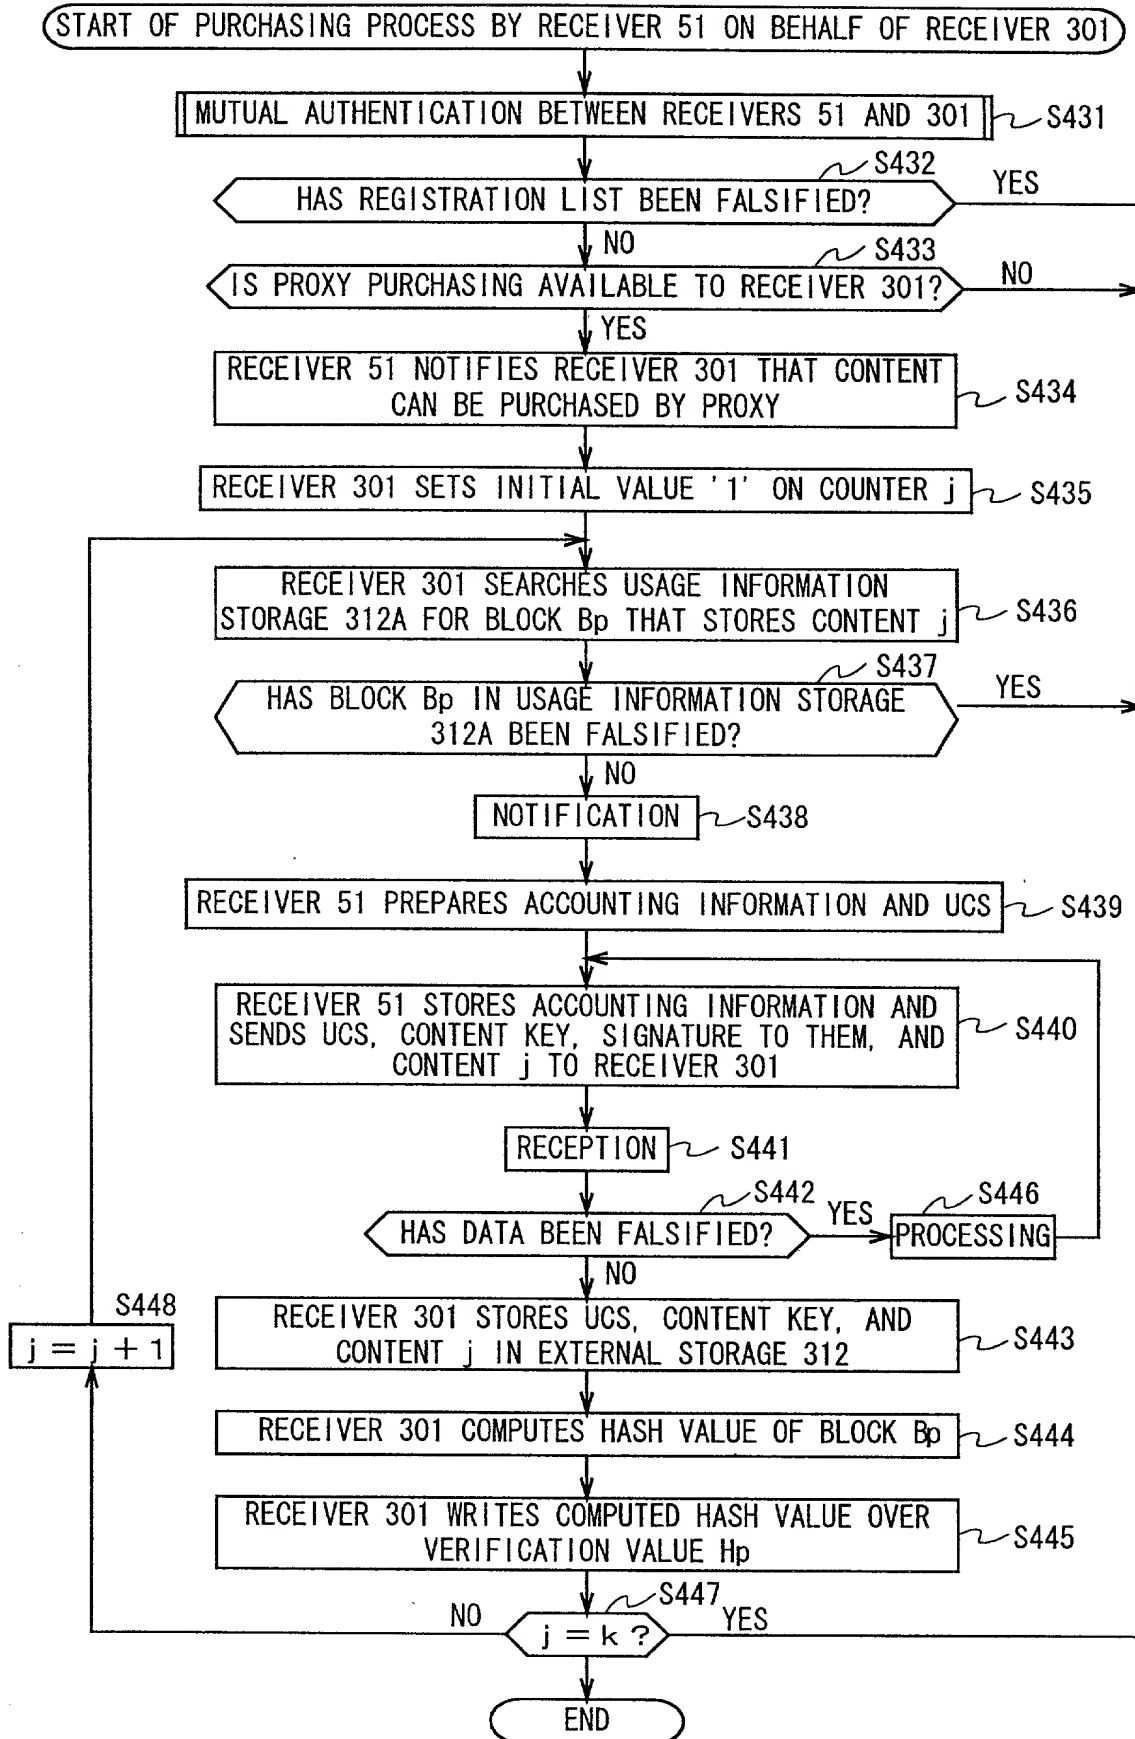 START OF PURCHASING PROCESS BY RECEIVER 51 ON BEHALF OF RECEIVER 301
MUTUAL AUTHENTICATION BETWEEN RECEIVERS 51 AND 301
S431
S432
HAS REGISTRATION LIST BEEN FALSIFIED?
YES
NO
S433
IS PROXY PURCHASING AVAILABLE TO RECEIVER 301?
NO
YES
RECEIVER 51 NOTIFIES RECEIVER 301 THAT CONTENT
CAN BE PURCHASED BY PROXY
S434
RECEIVER 301 SETS INITIAL VALUE '1' ON COUNTER j
S435
RECEIVER 301 SEARCHES USAGE INFORMATION
STORAGE 312A FOR BLOCK Bp THAT STORES CONTENT j
S436
S437
HAS BLOCK Bp IN USAGE INFORMATION STORAGE
312A BEEN FALSIFIED?
YES
NO
NOTIFICATION
S438
RECEIVER 51 PREPARES ACCOUNTING INFORMATION AND UCS
S439
RECEIVER 51 STORES ACCOUNTING INFORMATION AND
SENDS UCS, CONTENT KEY, SIGNATURE TO THEM, AND
CONTENT j TO RECEIVER 301
S440
RECEPTION
S441
S442
HAS DATA BEEN FALSIFIED?
YES
S446
PROCESSING
NO
RECEIVER 301 STORES UCS, CONTENT KEY, AND
CONTENT j IN EXTERNAL STORAGE 312
S443
S448
j = j + 1
RECEIVER 301 COMPUTES HASH VALUE OF BLOCK Bp
S444
RECEIVER 301 WRITES COMPUTED HASH VALUE OVER
VERIFICATION VALUE Hp
S445
S447
NO
j = k ?
YES
END